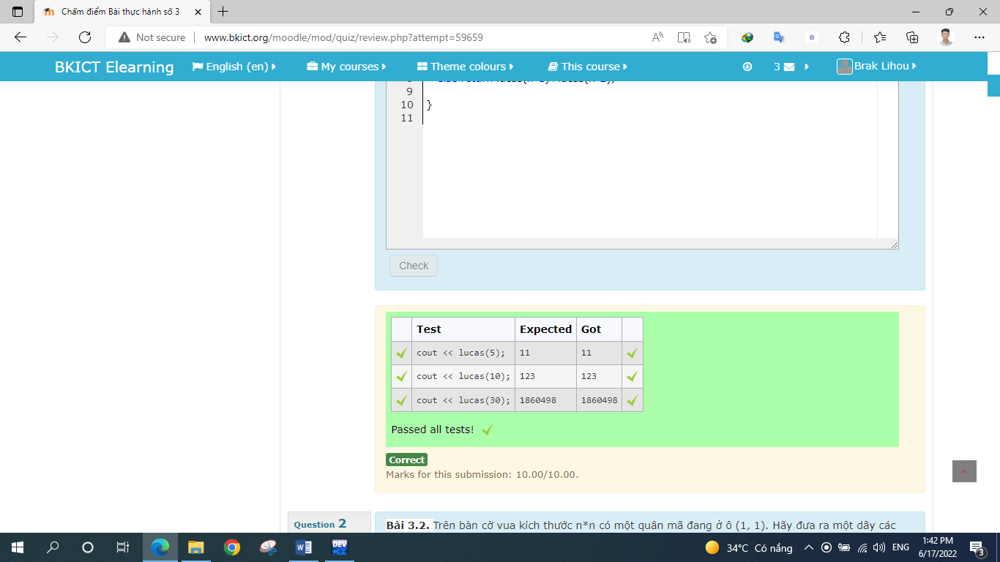 Chấm điểm Bài thực hành số 3
Not secure www.bkict.org/moodle/mod/quiz/review.php?attempt=59659
BKICT Elearning English (en) My courses Theme colours This course 3 Brak Lihou
9
10 }
11
Check
Test Expected Got
cout << lucas(5); 11 11
cout << lucas(10); 123 123
cout << lucas(30); 1860498 1860498
Passed all tests!
Correct
Marks for this submission: 10.00/10.00.
Question 2
Bài 3.2. Trên bàn cờ vua kích thước n*n có một quân mã đang ở ô (1, 1). Hãy đưa ra một dãy các
34°C Có nắng ENG 1:42 PM
6/17/2022
3